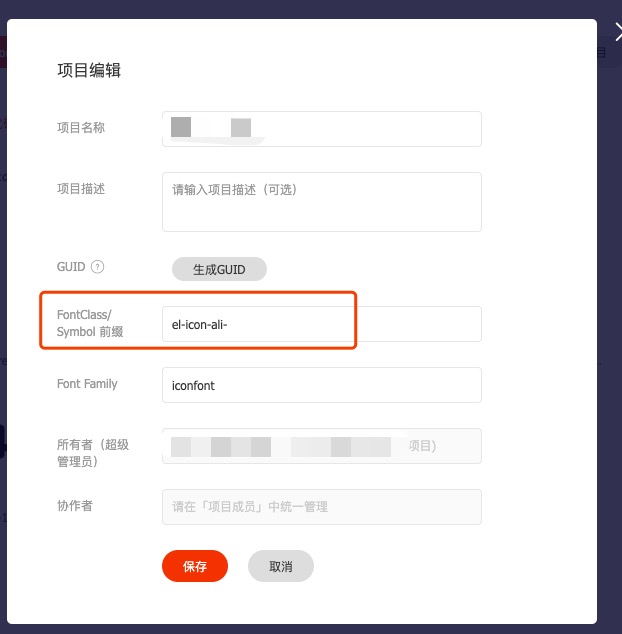 项目编辑
项目名称
项目描述
请输入项目描述（可选）
GUID ?
生成GUID
FontClass/
Symbol 前缀
el-icon-ali-
Font Family
iconfont
所有者（超级
管理员）
项目)
协作者
请在「项目成员」中统一管理
保存
取消